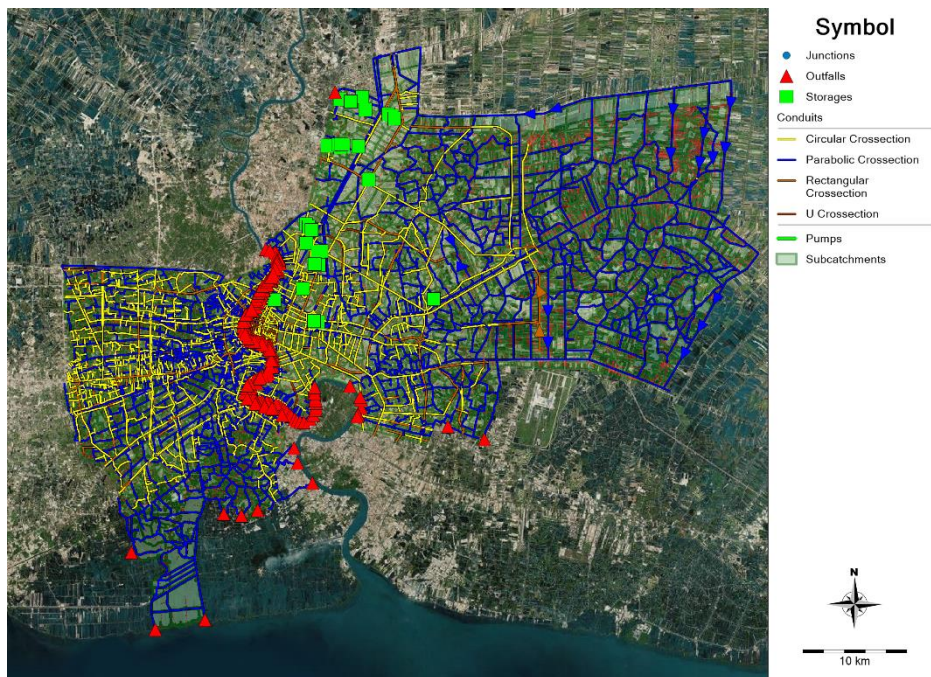 Symbol
Junctions
Outfalls
Storages
Conduits
Circular Crossection
Parabolic Crossection
Rectangular
Crossection
U Crossection
Pumps
Subcatchments
N
10 km